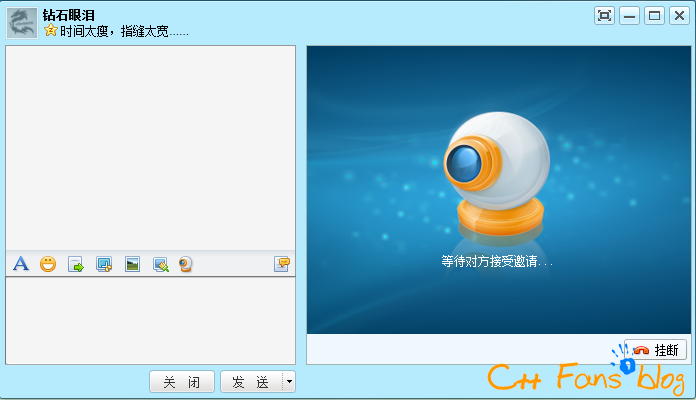 钻石眼泪
时间太瘦，指缝太宽......
等待对方接受邀请...
挂断
关 闭
发 送
C++ Fans blog